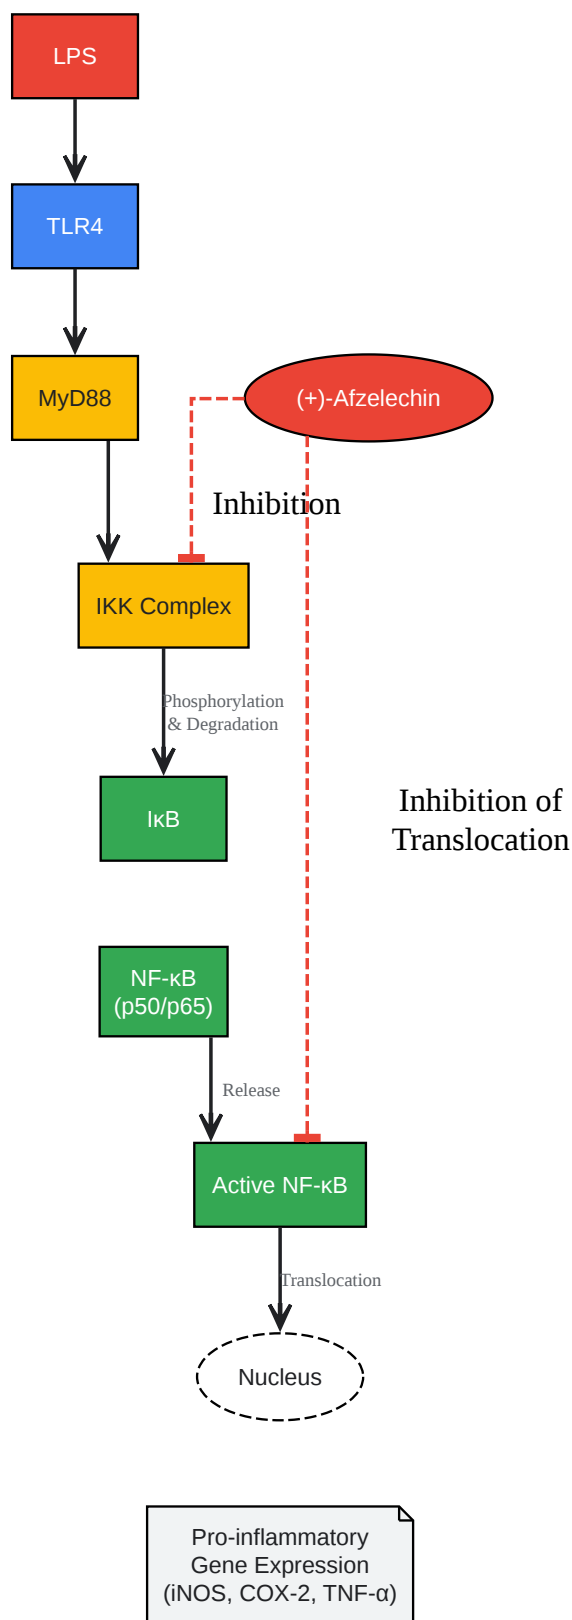 LPS
TLR4
MyD88
(+)-Afzelechin
Inhibition
IKK Complex
Phosphorylation
& Degradation
IκB
Inhibition of
Translocation
NF-κB
(p50/p65)
Release
Active NF-κB
Translocation
Nucleus
Pro-inflammatory
Gene Expression
(iNOS, COX-2, TNF-α)